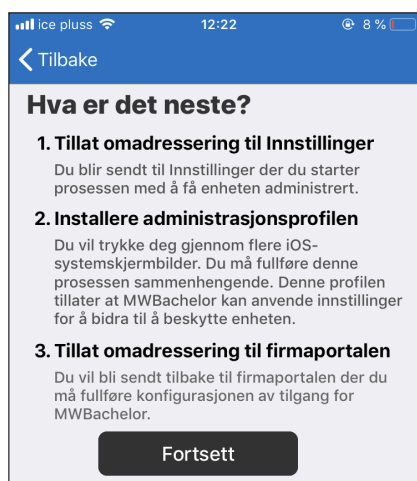 ice pluss 12:22 8 %
Tilbake
Hva er det neste?
1. Tillat omadressering til Innstillinger
Du blir sendt til Innstillinger der du starter
prosessen med å få enheten administrert.
2. Installere administrasjonsprofilen
Du vil trykke deg gjennom flere iOS-
systemskjermbilder. Du må fullføre denne
prosessen sammenhengende. Denne profilen
tillater at MWBachelor kan anvende innstillinger
for å bidra til å beskytte enheten.
3. Tillat omadressering til firmaportalen
Du vil bli sendt tilbake til firmaportalen der du
må fullføre konfigurasjonen av tilgang for
MWBachelor.
Fortsett